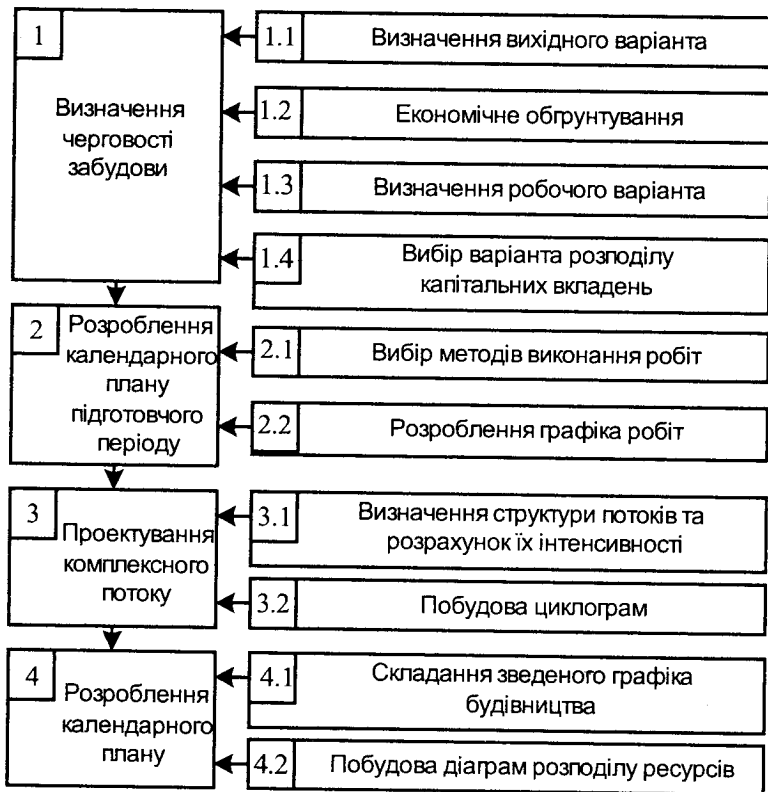 1
Визначення
черговості
забудови
1.1
Визначення вихідного варіанта
1.2
Економічне обгрунтування
1.3
Визначення робочого варіанта
1.4
Вибір варіанта розподілу
капітальних вкладень
2
Розроблення
календарного
плану
підготовчого
періоду
2.1
Вибір методів виконання робіт
2.2
Розроблення графіка робіт
3
Проектування
комплексного
потоку
3.1
Визначення структури потоків та
розрахунок їх інтенсивності
3.2
Побудова циклограм
4
Розроблення
календарного
плану
4.1
Складання зведеного графіка
будівництва
4.2
Побудова діаграм розподілу ресурсів